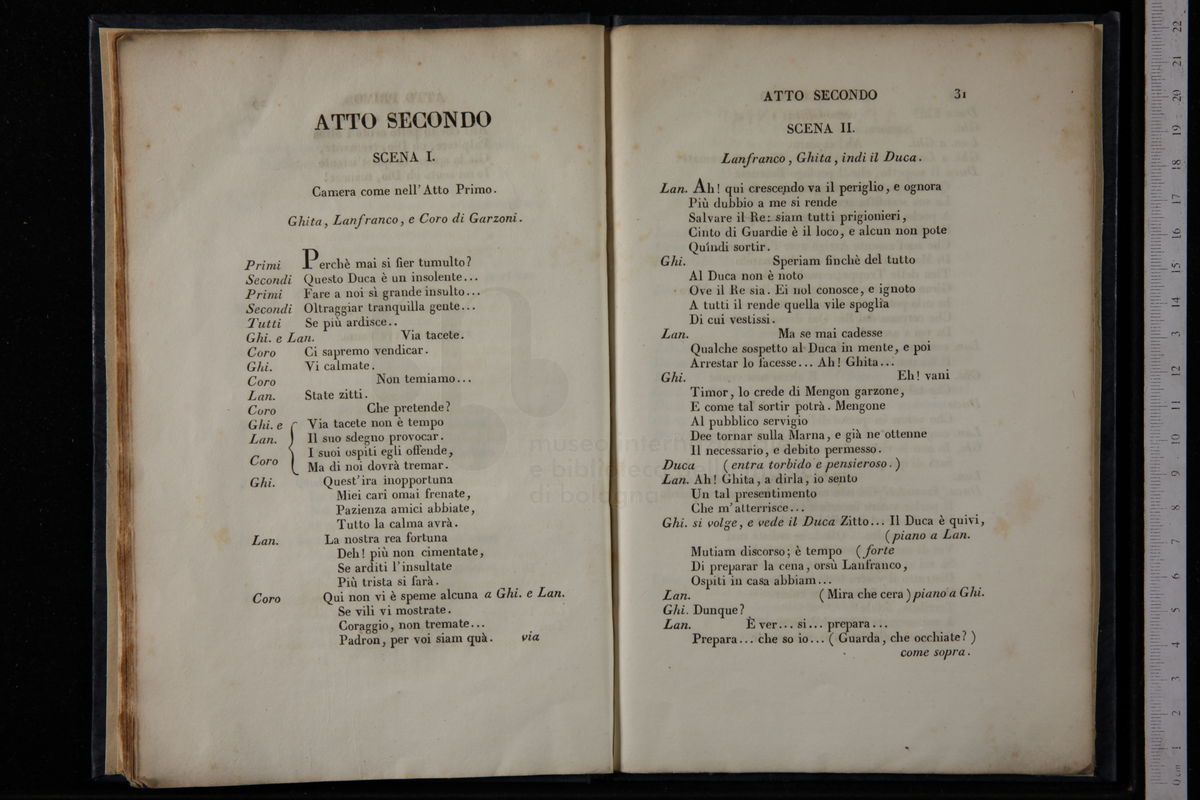 ATTO SECONDO
SCENA I.
Camera come nell'Atto Primo.
Ghita, Lanfranco, e Coro di Garzoni.
Primi Perchè mai si fier tumulto?
Secondi Questo Duca è un insolente...
Primi Fare a noi sì grande insulto...
Secondi Oltraggiar tranquilla gente...
Tutti Se più ardisce..
Ghi. e Lan. Via tacete.
Coro Ci sapremo vendicar.
Ghi. Vi calmate.
Coro Non temiamo...
Lan. State zitti.
Coro Che pretende?
Ghi. e Via tacete non è tempo
Lan. Il suo sdegno provocar.
Coro I suoi ospiti egli offende,
Ma di noi dovrà tremar.
Ghi. Quest'ira inopportuna
Miei cari omai frenate,
Pazienza amici abbiate,
Tutto la calma avrà.
Lan. La nostra rea fortuna
Deh! più non cimentate,
Se arditi l'insultate
Più trista si farà.
Coro Qui non vi è speme alcuna a Ghi. e Lan.
Se vili vi mostrate.
Coraggio, non tremate...
Padron, per voi siam quà. via
ATTO SECONDO 31
SCENA II.
Lanfranco, Ghita, indi il Duca.
Lan. Ah! qui crescendo va il periglio, e ognora
Più dubbio a me si rende
Salvare il Re: siam tutti prigionieri,
Cinto di Guardie è il loco, e alcun non pote
Quindi sortir.
Ghi. Speriam finchè del tutto
Al Duca non è noto
Ove il Re sia. Ei nol conosce, e ignoto
A tutti il rende quella vile spoglia
Di cui vestissi.
Lan. Ma se mai cadesse
Qualche sospetto al Duca in mente, e poi
Arrestar lo facesse... Ah! Ghita...
Ghi. Eh! vani
Timor, lo crede di Mengon garzone,
E come tal sortir potrà. Mengone
Al pubblico servigio
Dee tornar sulla Marna, e già ne ottenne
Il necessario, e debito permesso.
Duca (entra torbido e pensieroso.)
Lan. Ah! Ghita, a dirla, io sento
Un tal presentimento
Che m'atterrisce...
Ghi. si volge, e vede il Duca Zitto... Il Duca è quivi,
(piano a Lan.
Mutiam discorso; è tempo (forte
Di preparar la cena, orsù Lanfranco,
Ospiti in casa abbiam...
Lan. (Mira che cera) piano a Ghi.
Ghi. Dunque?
Lan. È ver... si... prepara...
Prepara... che so io... (Guarda, che occhiate?)
come sopra.